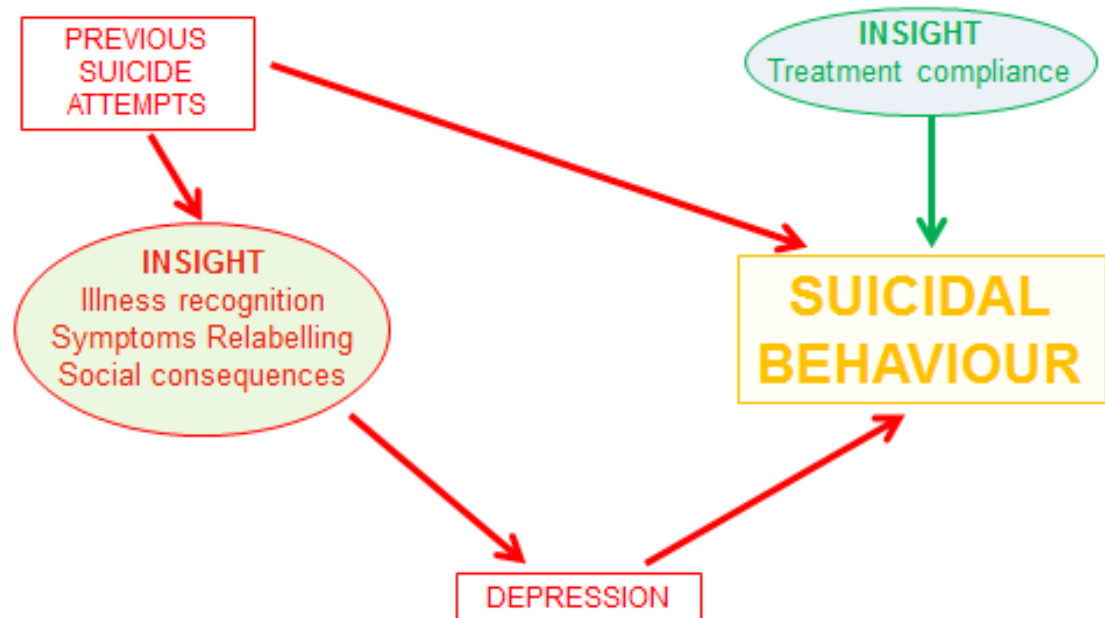 PREVIOUS
SUICIDE
ATTEMPTS
INSIGHT
Treatment compliance
INSIGHT
Illness recognition
Symptoms Relabelling
Social consequences
SUICIDAL
BEHAVIOUR
DEPRESSION